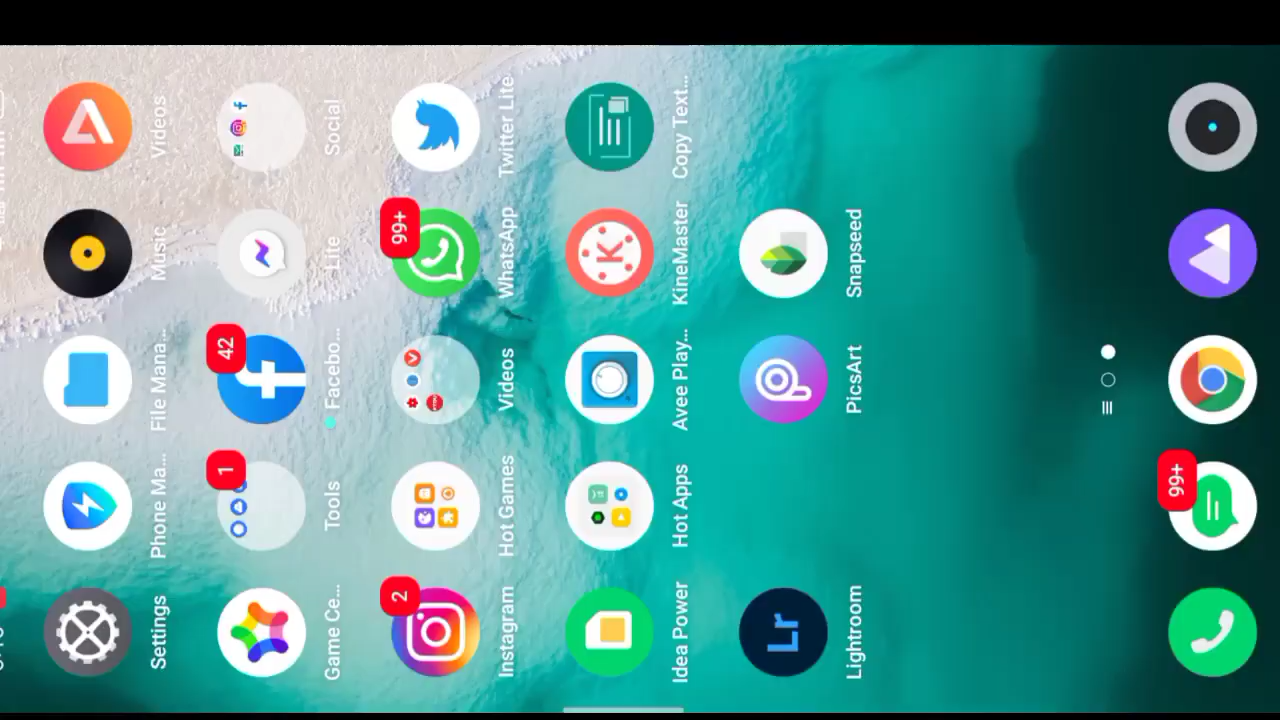 Settings Phone Ma... File Mana... Music Videos
1 42
Game Ce... Tools Facebo... Lite Social
2 99+
Instagram Hot Games Videos WhatsApp Twitter Lite
K
Idea Power Hot Apps Avee Play... KineMaster Copy Text...
Lr
Lightroom PicsArt Snapseed
99+